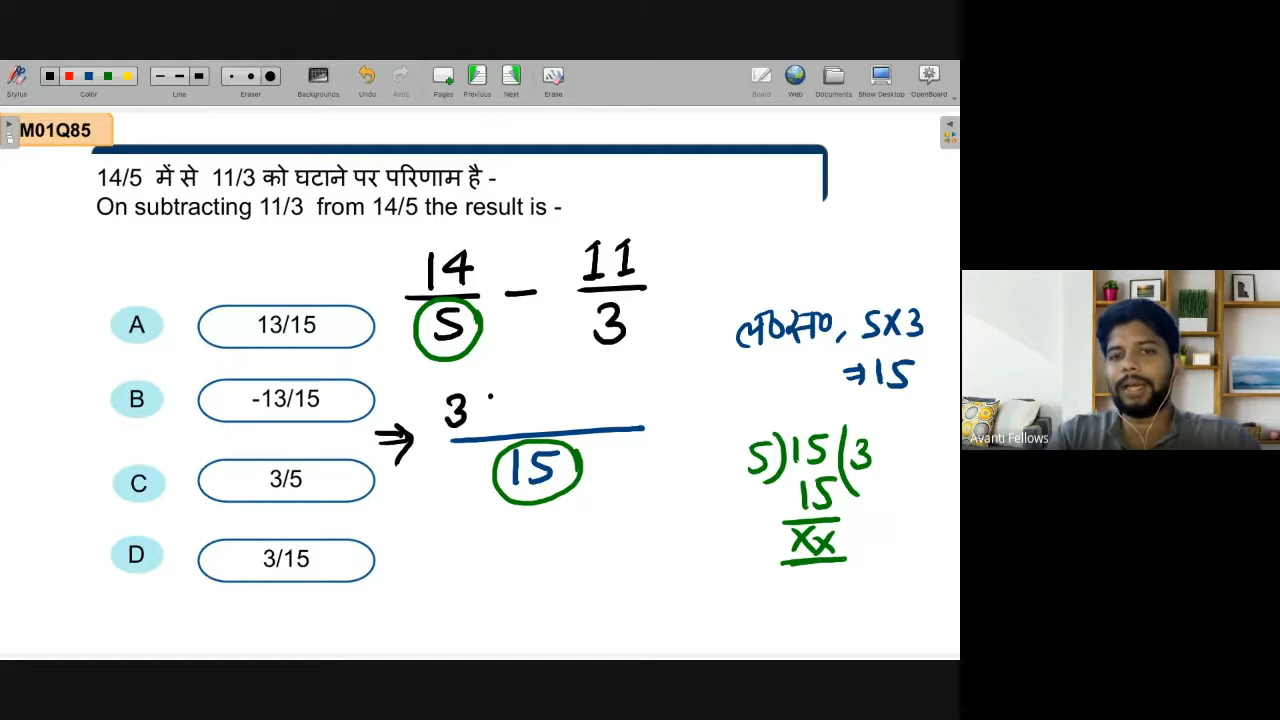 Stylus Color Line Eraser Backgrounds Undo Redo Pages Previous Next Erase Board Web Documents Show Desktop OpenBoard
M01Q85
14/5 में से 11/3 को घटाने पर परिणाम है -
On subtracting 11/3 from 14/5 the result is -
14/5 - 11/3
A 13/15
ल०स०, 5x3
⇒15
B -13/15
⇒ 3 ·
15
C 3/5
5)15(3
15
xx
D 3/15
Avanti Fellows